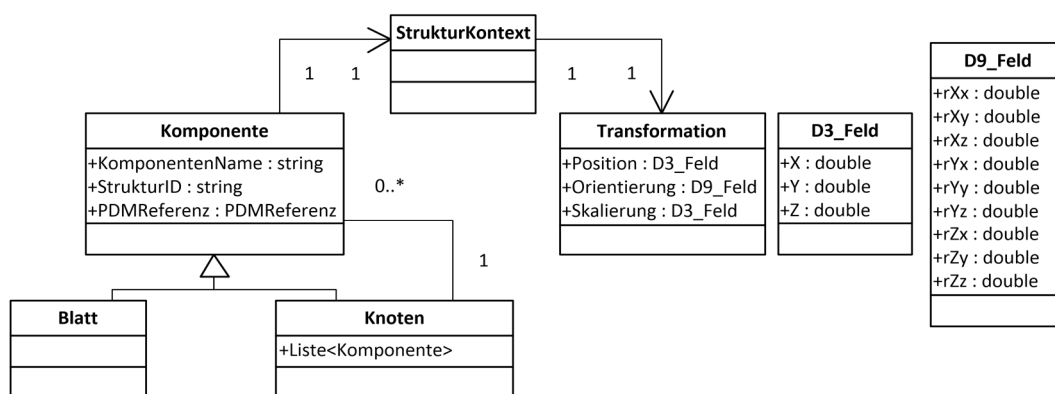 StrukturKontext
1
1
1
1
Komponente
+KomponentenName : string
+StrukturID : string
+PDMReferenz : PDMReferenz
0..*
1
Transformation
+Position : D3_Feld
+Orientierung : D9_Feld
+Skalierung : D3_Feld
D3_Feld
+X : double
+Y : double
+Z : double
D9_Feld
+rXx : double
+rXy : double
+rXz : double
+rYx : double
+rYy : double
+rYz : double
+rZx : double
+rZy : double
+rZz : double
Blatt
Knoten
+Liste<Komponente>